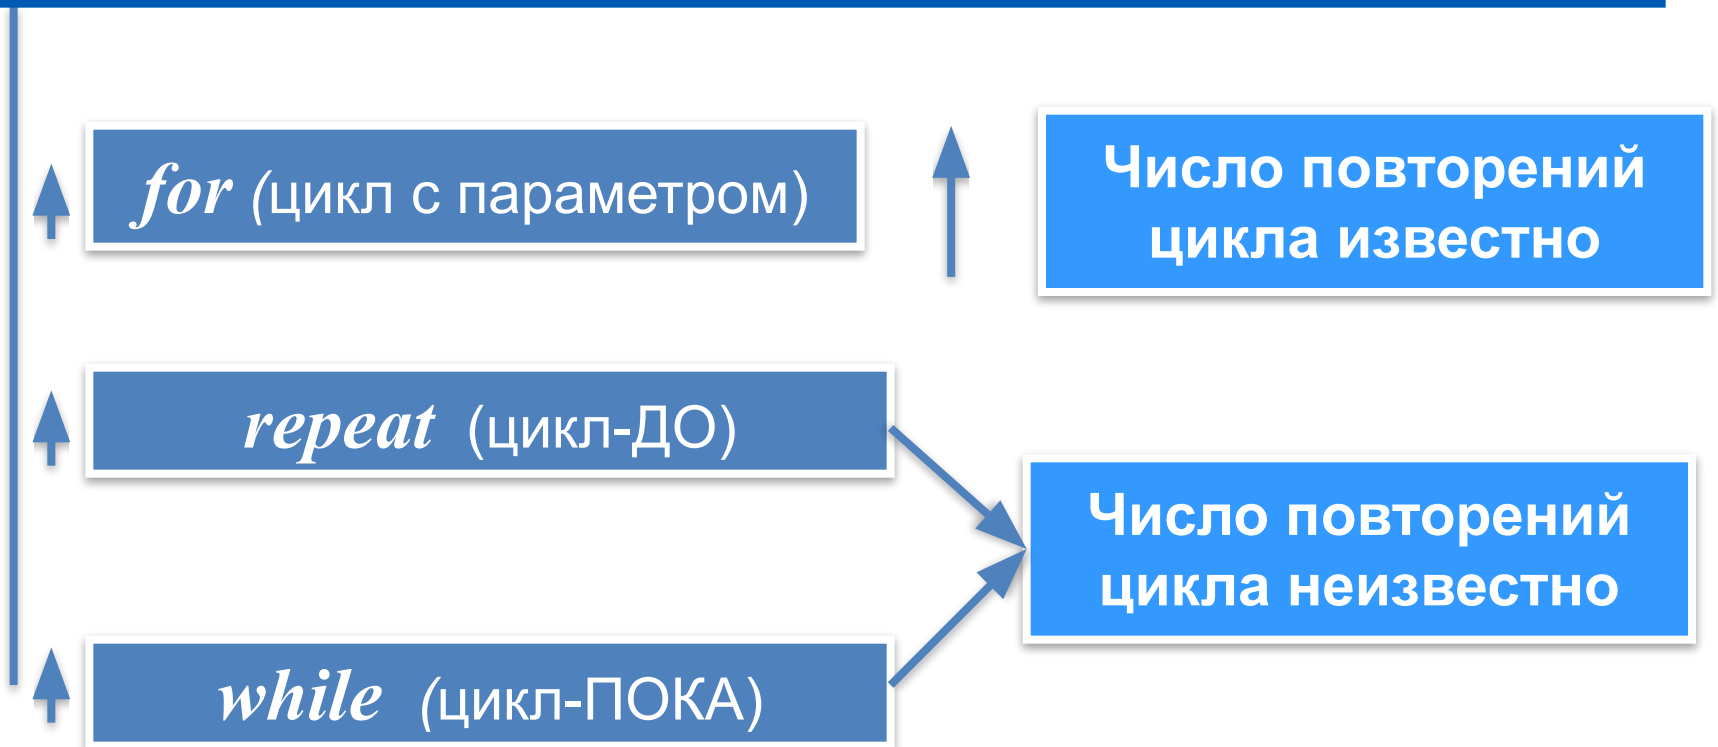 for (цикл с параметром)
Число повторений
цикла известно
repeat (цикл-ДО)
Число повторений
цикла неизвестно
while (цикл-ПОКА)